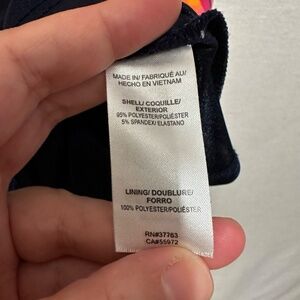 MADE IN/ FABRIQUÉ AU/
HECHO EN VIETNAM
SHELL/ COQUILLE/
EXTERIOR
95% POLYESTER/POLIÉSTER
5% SPANDEX/ ELASTANO
LINING/ DOUBLURE/
FORRO
100% POLYESTER/POLIÉSTER
RN#37763
CA#55972